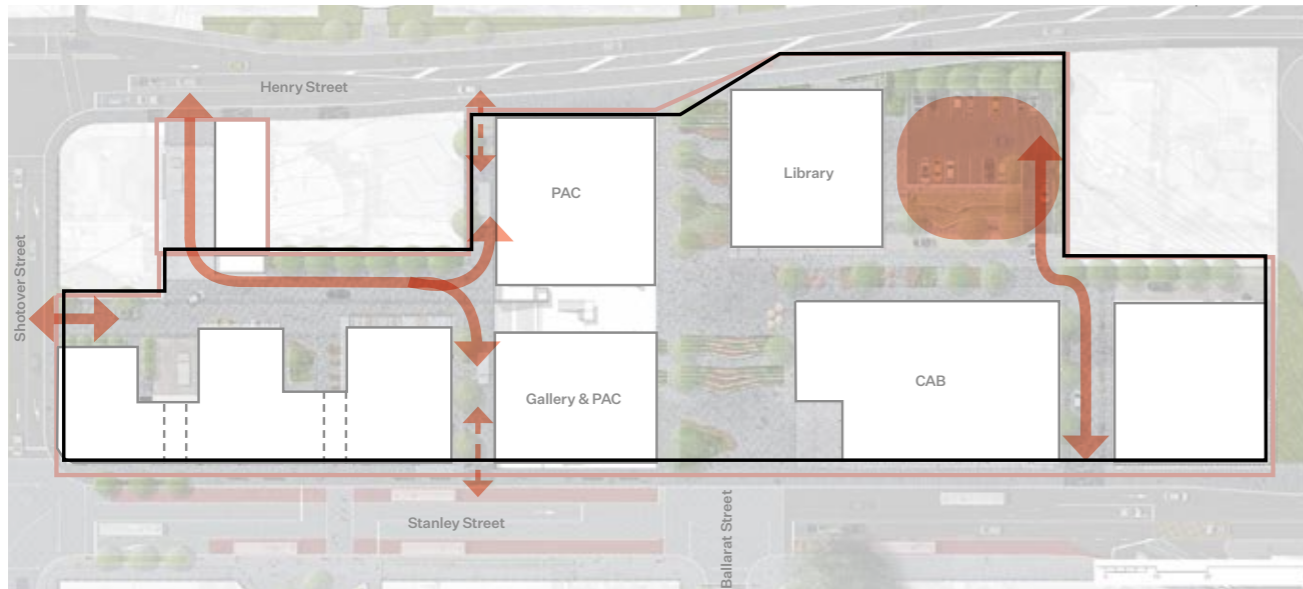 Henry Street
PAC
Library
Shotover Street
Gallery & PAC
CAB
Stanley Street
Ballarat Street